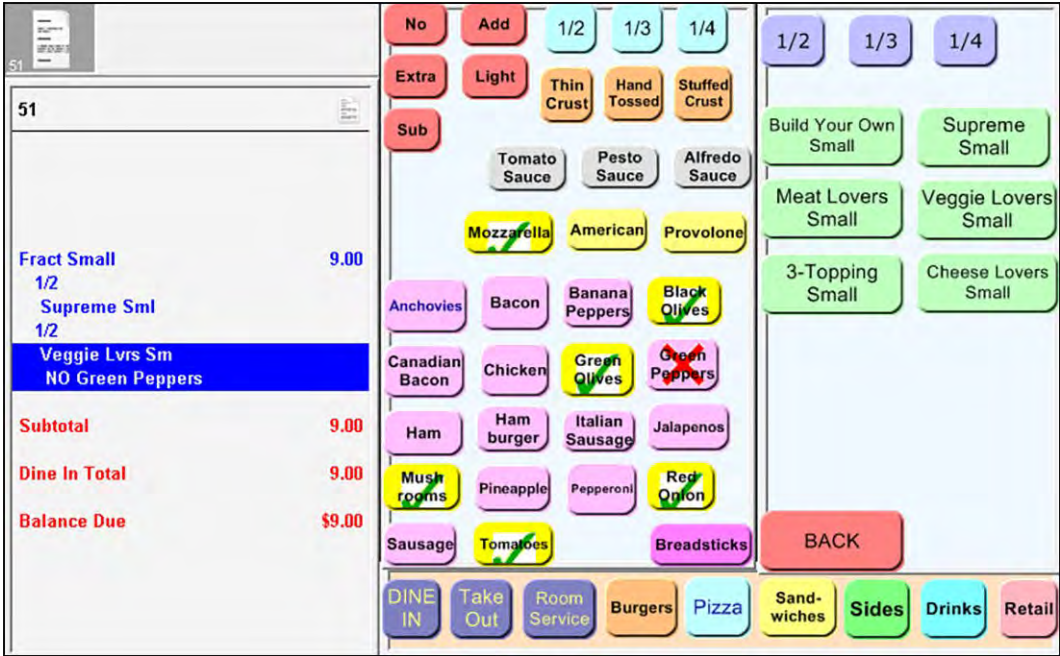 51
51
Fract Small 9.00
1/2
Supreme Sml
1/2
Veggie Lvrs Sm
NO Green Peppers
Subtotal 9.00
Dine In Total 9.00
Balance Due $9.00
No
Add
1/2
1/3
1/4
Extra
Light
Thin
Crust
Hand
Tossed
Stuffed
Crust
Sub
Tomato
Sauce
Pesto
Sauce
Alfredo
Sauce
Mozzarella
American
Provolone
Anchovies
Bacon
Banana
Peppers
Black
Olives
Canadian
Bacon
Chicken
Green
Olives
Green
Peppers
Ham
Ham
burger
Italian
Sausage
Jalapenos
Mush
rooms
Pineapple
Pepperoni
Red
Onion
Sausage
Tomatoes
Breadsticks
1/2
1/3
1/4
Build Your Own
Small
Supreme
Small
Meat Lovers
Small
Veggie Lovers
Small
3-Topping
Small
Cheese Lovers
Small
BACK
DINE
IN
Take
Out
Room
Service
Burgers
Pizza
Sand-
wiches
Sides
Drinks
Retail